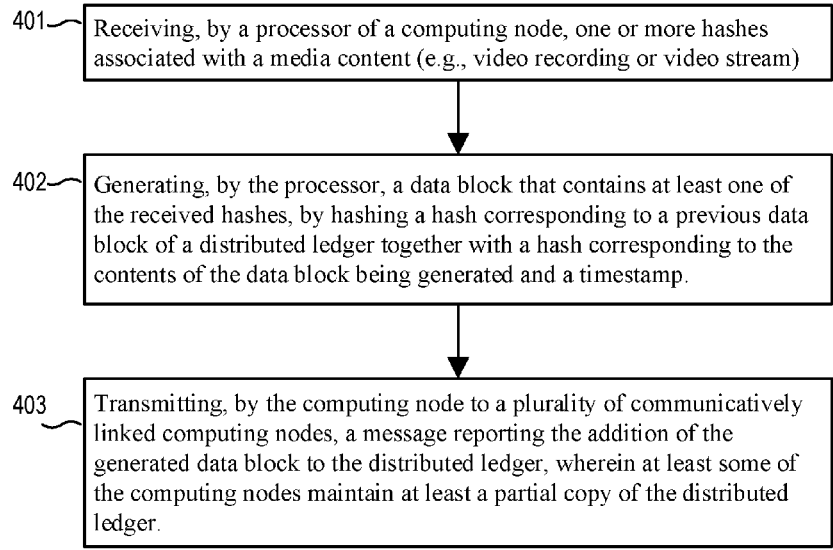 401
Receiving, by a processor of a computing node, one or more hashes
associated with a media content (e.g., video recording or video stream)
402
Generating, by the processor, a data block that contains at least one of
the received hashes, by hashing a hash corresponding to a previous data
block of a distributed ledger together with a hash corresponding to the
contents of the data block being generated and a timestamp.
403
Transmitting, by the computing node to a plurality of communicatively
linked computing nodes, a message reporting the addition of the
generated data block to the distributed ledger, wherein at least some of
the computing nodes maintain at least a partial copy of the distributed
ledger.